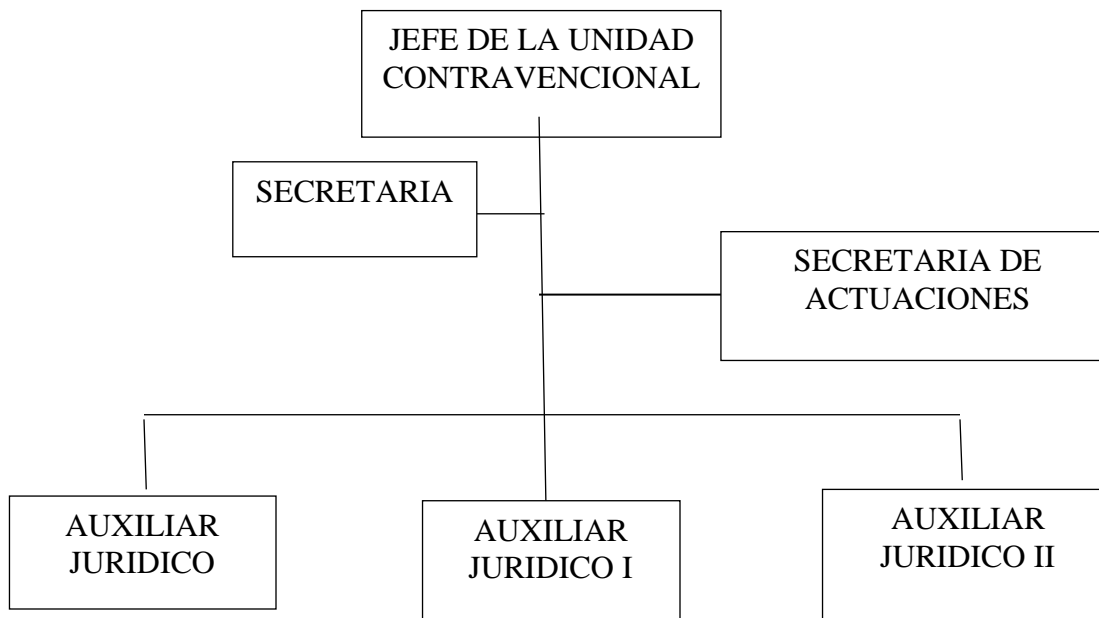 JEFE DE LA UNIDAD
CONTRAVENCIONAL
SECRETARIA
SECRETARIA DE
ACTUACIONES
AUXILIAR
JURIDICO
AUXILIAR
JURIDICO I
AUXILIAR
JURIDICO II